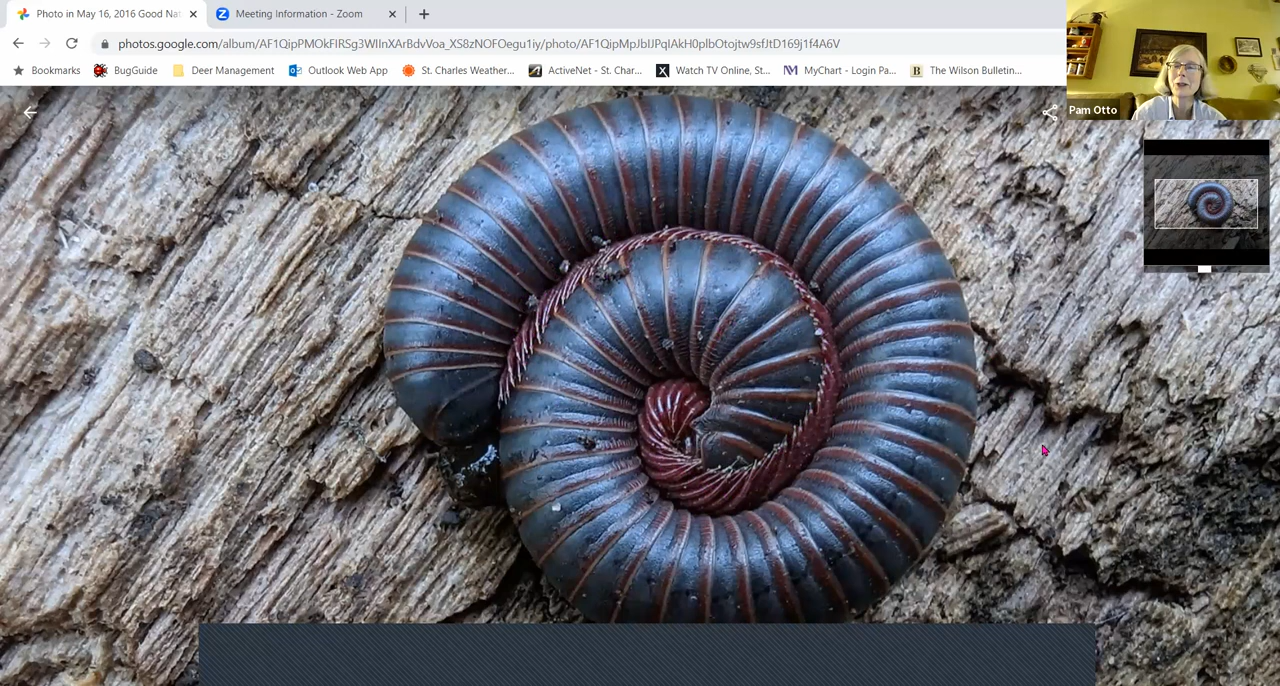 Photo in May 16, 2016 Good Nat
Meeting Information - Zoom
photos.google.com/album/AF1QipPMOkFIRSg3WIlnXArBdvVoa_XS8zNOFOegu1iy/photo/AF1QipMpJbIJPqIAkH0plbOtojtw9sfJtD169j1f4A6V
Bookmarks BugGuide Deer Management Outlook Web App St. Charles Weather... ActiveNet - St. Char... Watch TV Online, St... MyChart - Login Pa... The Wilson Bulletin...
Pam Otto